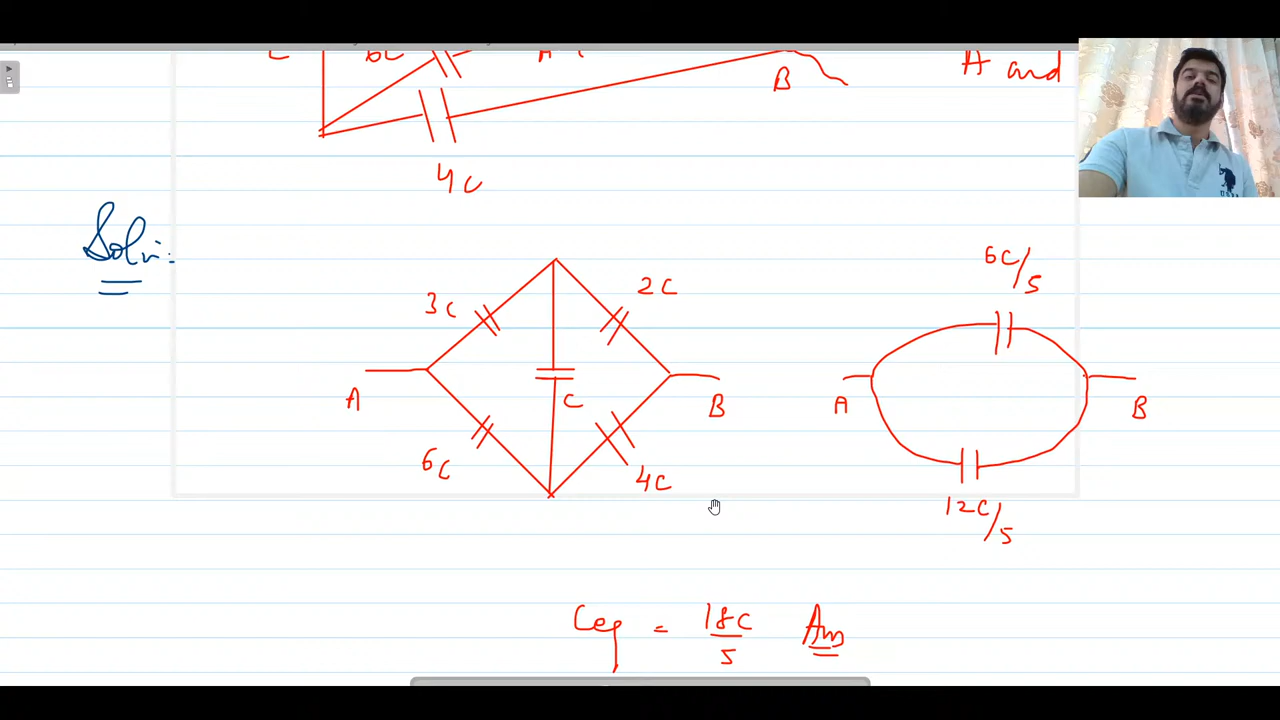 6C A
B A and
4C
Soln:
6C/5
3C 2C
C
A B A B
6C 4C
12C/5
Ceq = 18C/5 Ans